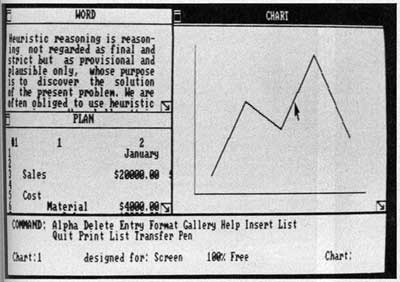 WORD
Heuristic reasoning is reason-
ing not regarded as final and
strict but as provisional and
plausible only, whose purpose
is to discover the solution
of the present problem. We are
often obliged to use heuristic
PLAN
#1 1 2
1 January
2
3 Sales $20000.00 $
4
5 Cost
6 Material $4000.00
CHART
COMMAND: Alpha Delete Entry Format Gallery Help Insert List
Quit Print List Transfer Pen
Chart:1 designed for: Screen 100% Free Chart: